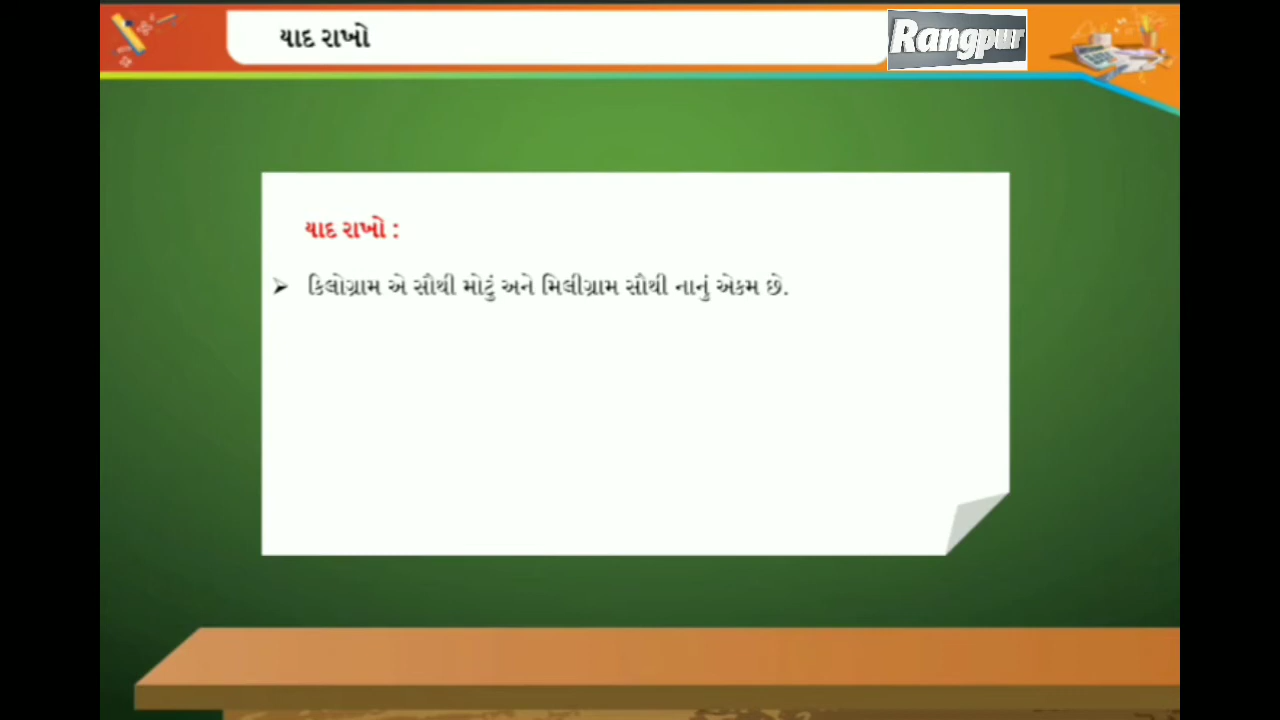 યાદ રાખો
Rangpur
યાદ રાખો :
➢ કિલોગ્રામ એ સૌથી મોટું અને મિલીગ્રામ સૌથી નાનું એકમ છે.